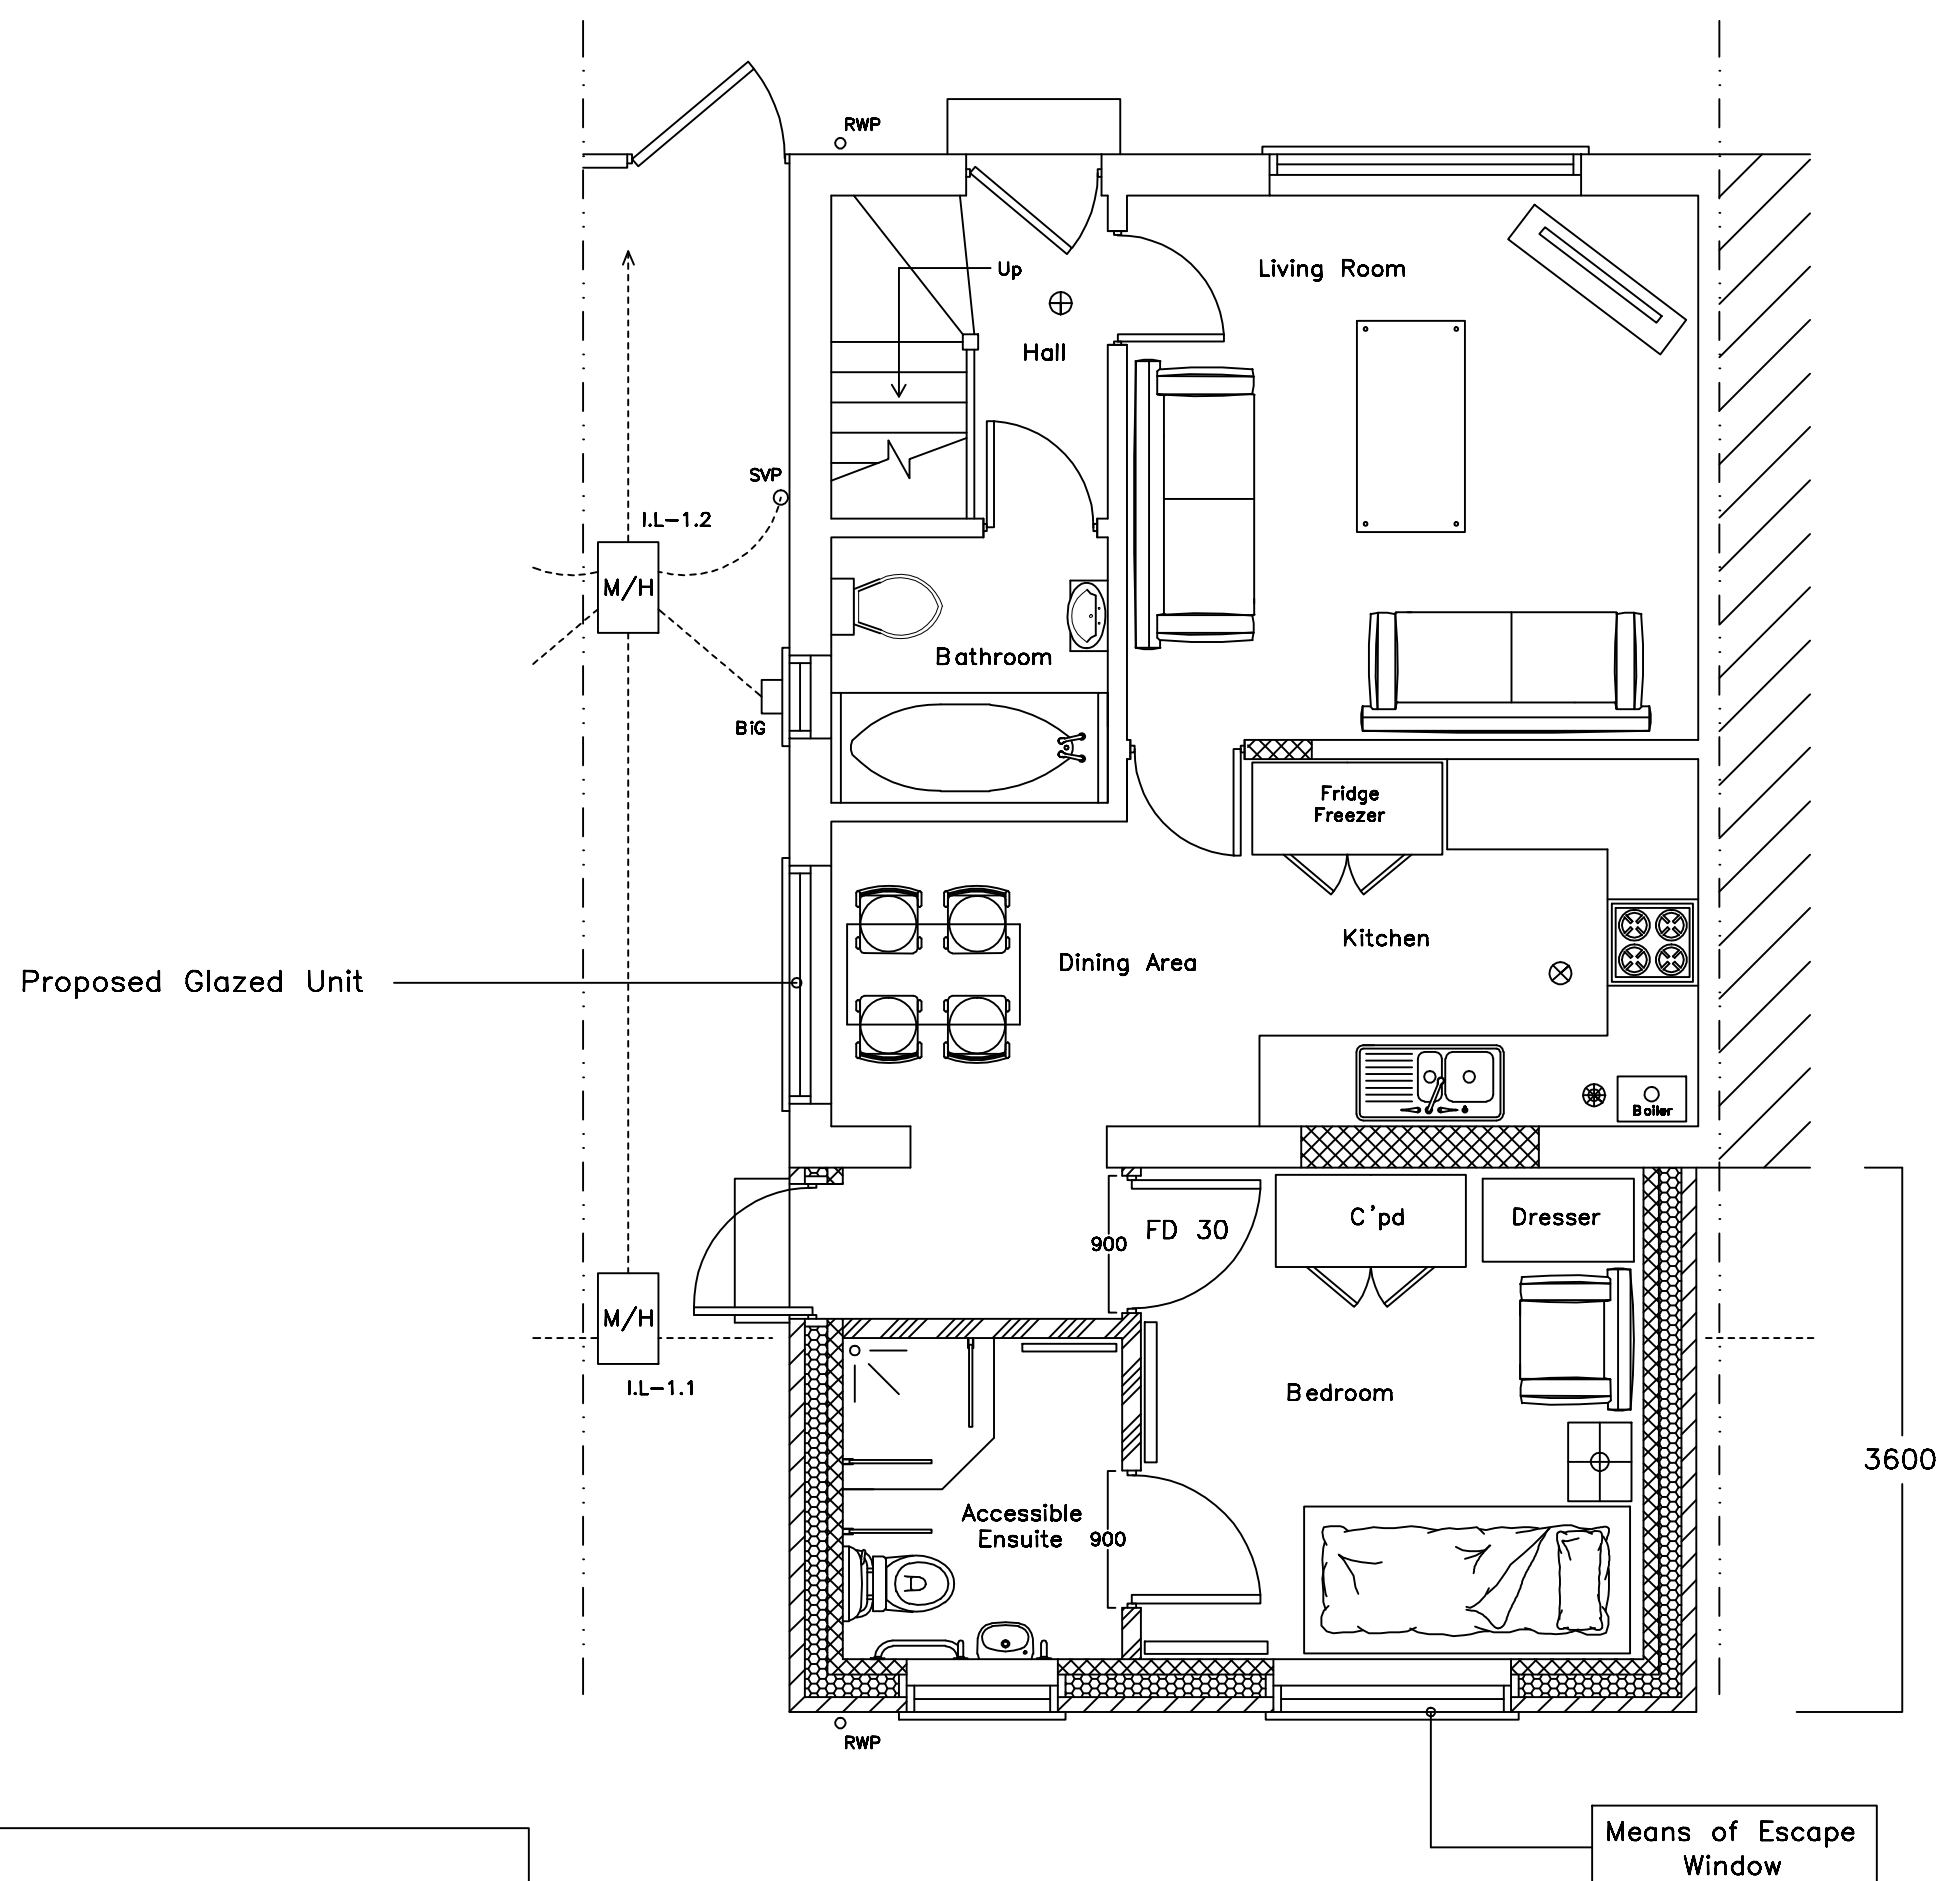 RWP
Up
Living Room
Hall
SVP
I.L-1.2
M/H
Bathroom
BiG
Fridge
Freezer
Kitchen
Dining Area
Proposed Glazed Unit
Boiler
C'pd
Dresser
FD 30
900
M/H
I.L-1.1
Bedroom
3600
Accessible
Ensuite
900
RWP
Means of Escape
Window